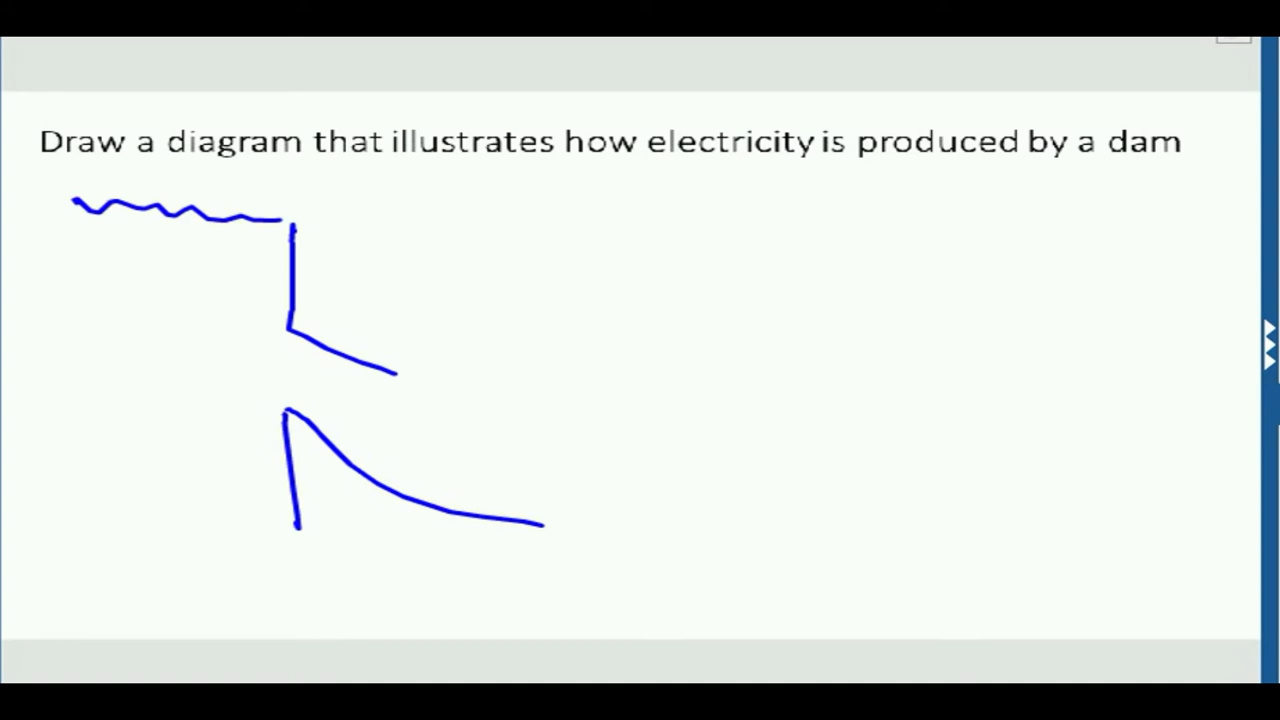 Draw a diagram that illustrates how electricity is produced by a dam